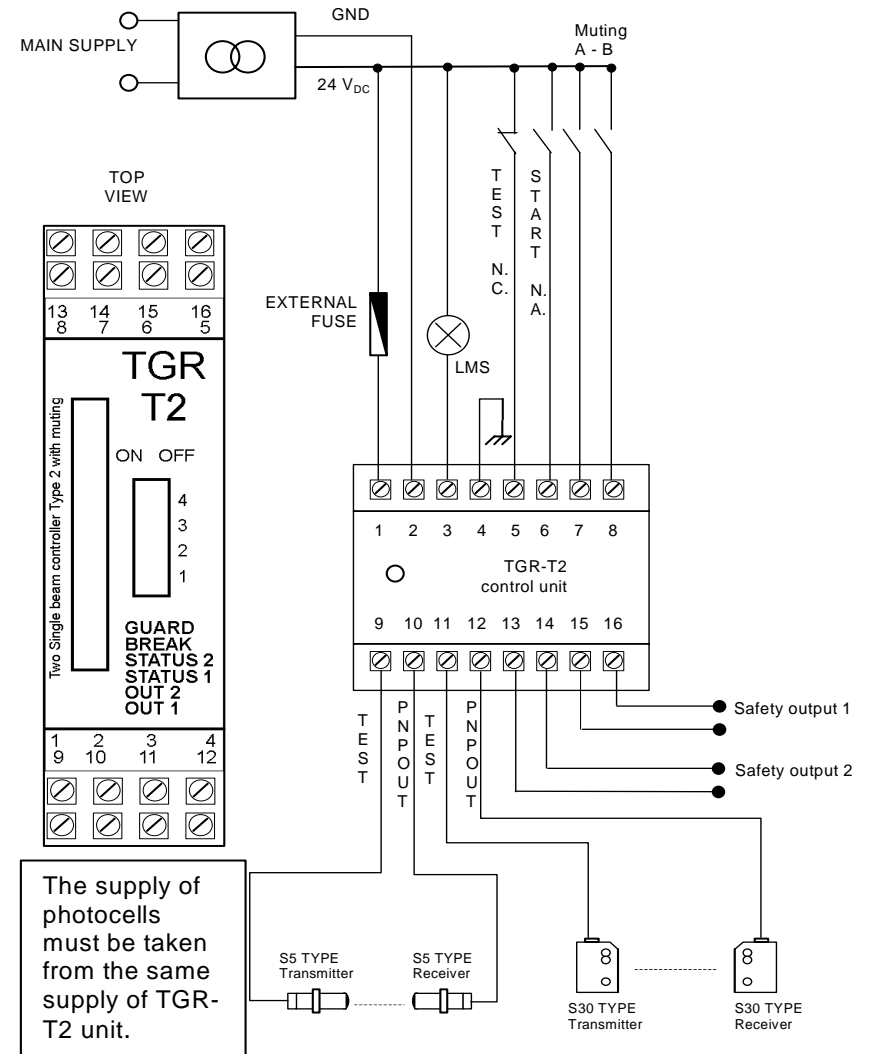 GND
MAIN SUPPLY
24 VDC
Muting
A - B
TOP
VIEW
TEST N.C.
START N.A.
13 14 15 16
8 7 6 5
EXTERNAL
FUSE
LMS
TGR
T2
Two Single beam controller Type 2 with muting
ON OFF
4
3
2
1
GUARD
BREAK
STATUS 2
STATUS 1
OUT 2
OUT 1
1 2 3 4
9 10 11 12
1 2 3 4 5 6 7 8
TGR-T2
control unit
9 10 11 12 13 14 15 16
TEST
PNPOUT
TEST
PNPOUT
Safety output 1
Safety output 2
The supply of
photocells
must be taken
from the same
supply of TGR-
T2 unit.
S5 TYPE
Transmitter
S5 TYPE
Receiver
8
8
S30 TYPE
Transmitter
S30 TYPE
Receiver